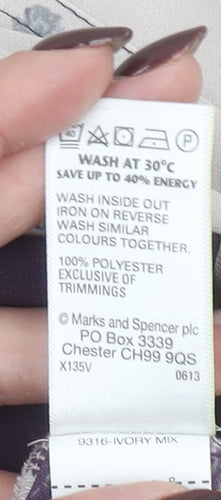 40 P
WASH AT 30°C
SAVE UP TO 40% ENERGY
WASH INSIDE OUT
IRON ON REVERSE
WASH SIMILAR
COLOURS TOGETHER.
100% POLYESTER
EXCLUSIVE OF
TRIMMINGS
© Marks and Spencer plc
PO Box 3339
Chester CH99 9QS
X135V 0613
9316-IVORY MIX